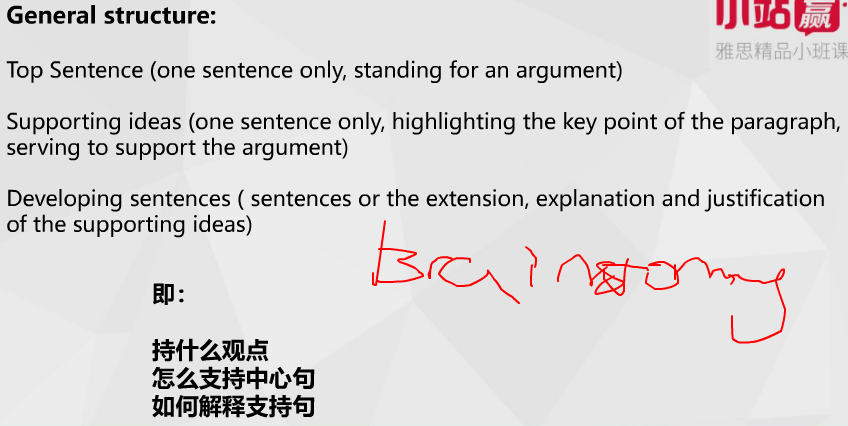 General structure:
小站赢
雅思精品小班课
Top Sentence (one sentence only, standing for an argument)
Supporting ideas (one sentence only, highlighting the key point of the paragraph,
serving to support the argument)
Developing sentences ( sentences or the extension, explanation and justification
of the supporting ideas)
即：
持什么观点
怎么支持中心句
如何解释支持句